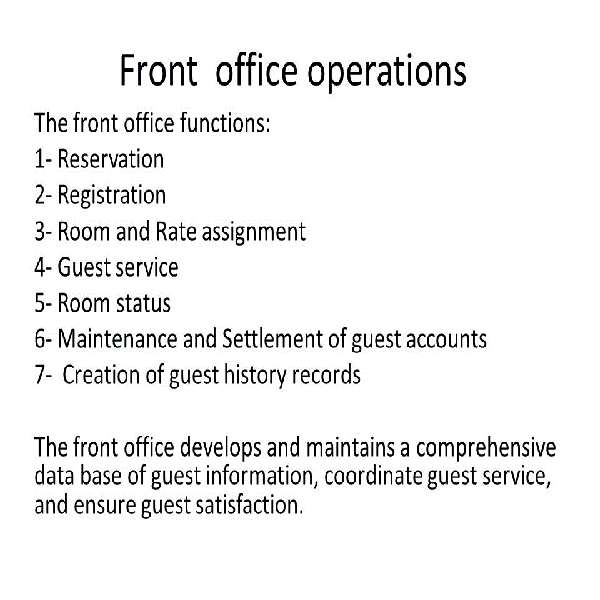 Front office operations
The front office functions:
1- Reservation
2- Registration
3- Room and Rate assignment
4- Guest service
5- Room status
6- Maintenance and Settlement of guest accounts
7- Creation of guest history records
The front office develops and maintains a comprehensive
data base of guest information, coordinate guest service,
and ensure guest satisfaction.